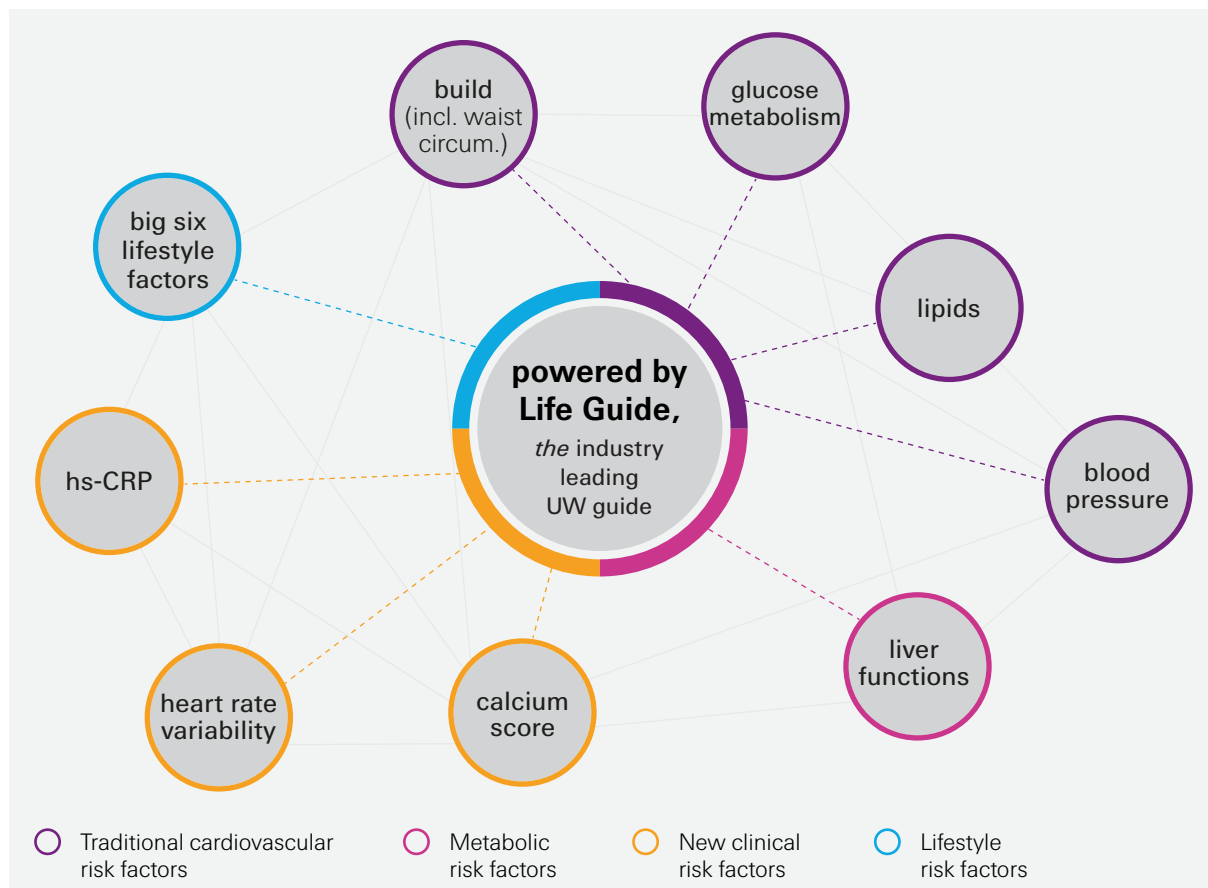 build
(incl. waist
circum.)
glucose
metabolism
big six
lifestyle
factors
lipids
powered by
Life Guide,
the industry
leading
UW guide
hs-CRP
blood
pressure
liver
functions
heart rate
variability
calcium
score
Traditional cardiovascular
risk factors
Metabolic
risk factors
New clinical
risk factors
Lifestyle
risk factors